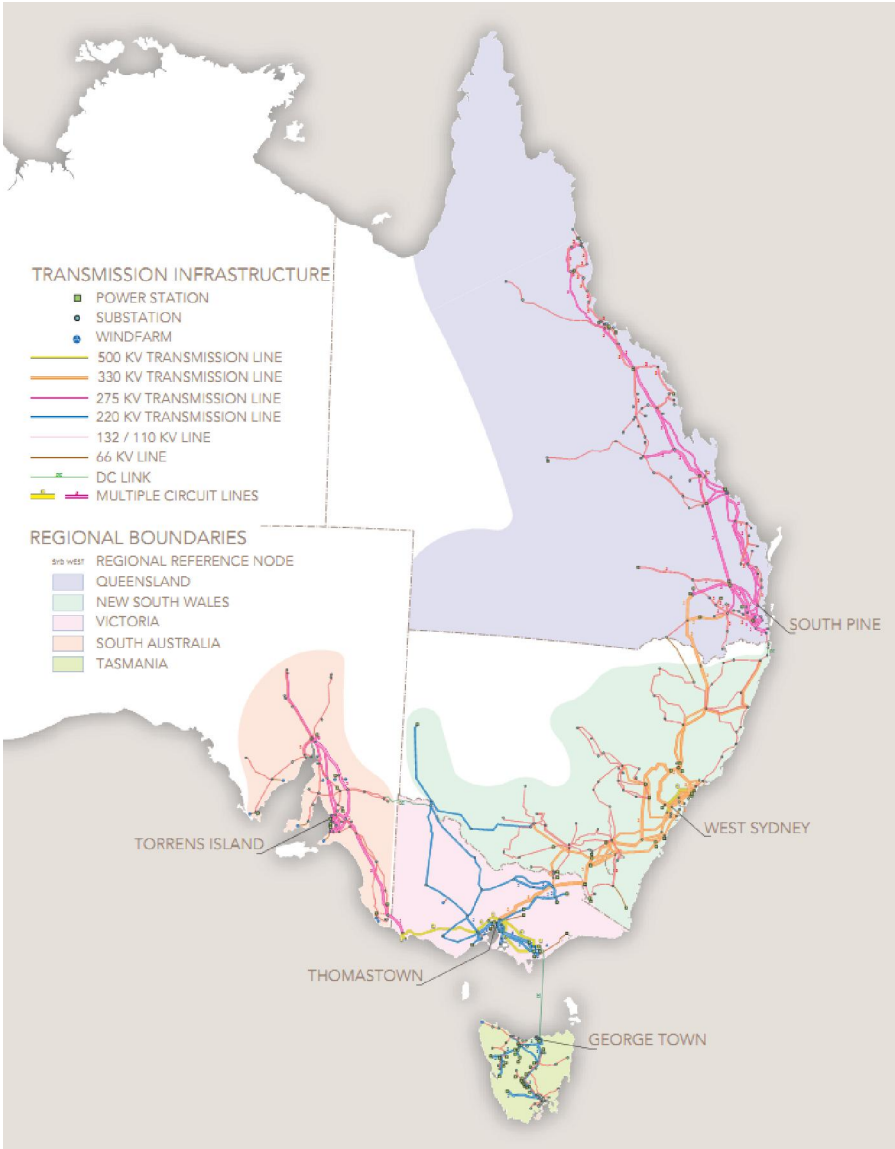 TRANSMISSION INFRASTRUCTURE
POWER STATION
SUBSTATION
WINDFARM
500 KV TRANSMISSION LINE
330 KV TRANSMISSION LINE
275 KV TRANSMISSION LINE
220 KV TRANSMISSION LINE
132 / 110 KV LINE
66 KV LINE
DC LINK
MULTIPLE CIRCUIT LINES
REGIONAL BOUNDARIES
SYD WEST REGIONAL REFERENCE NODE
QUEENSLAND
NEW SOUTH WALES
VICTORIA
SOUTH AUSTRALIA
TASMANIA
SOUTH PINE
WEST SYDNEY
TORRENS ISLAND
THOMASTOWN
GEORGE TOWN